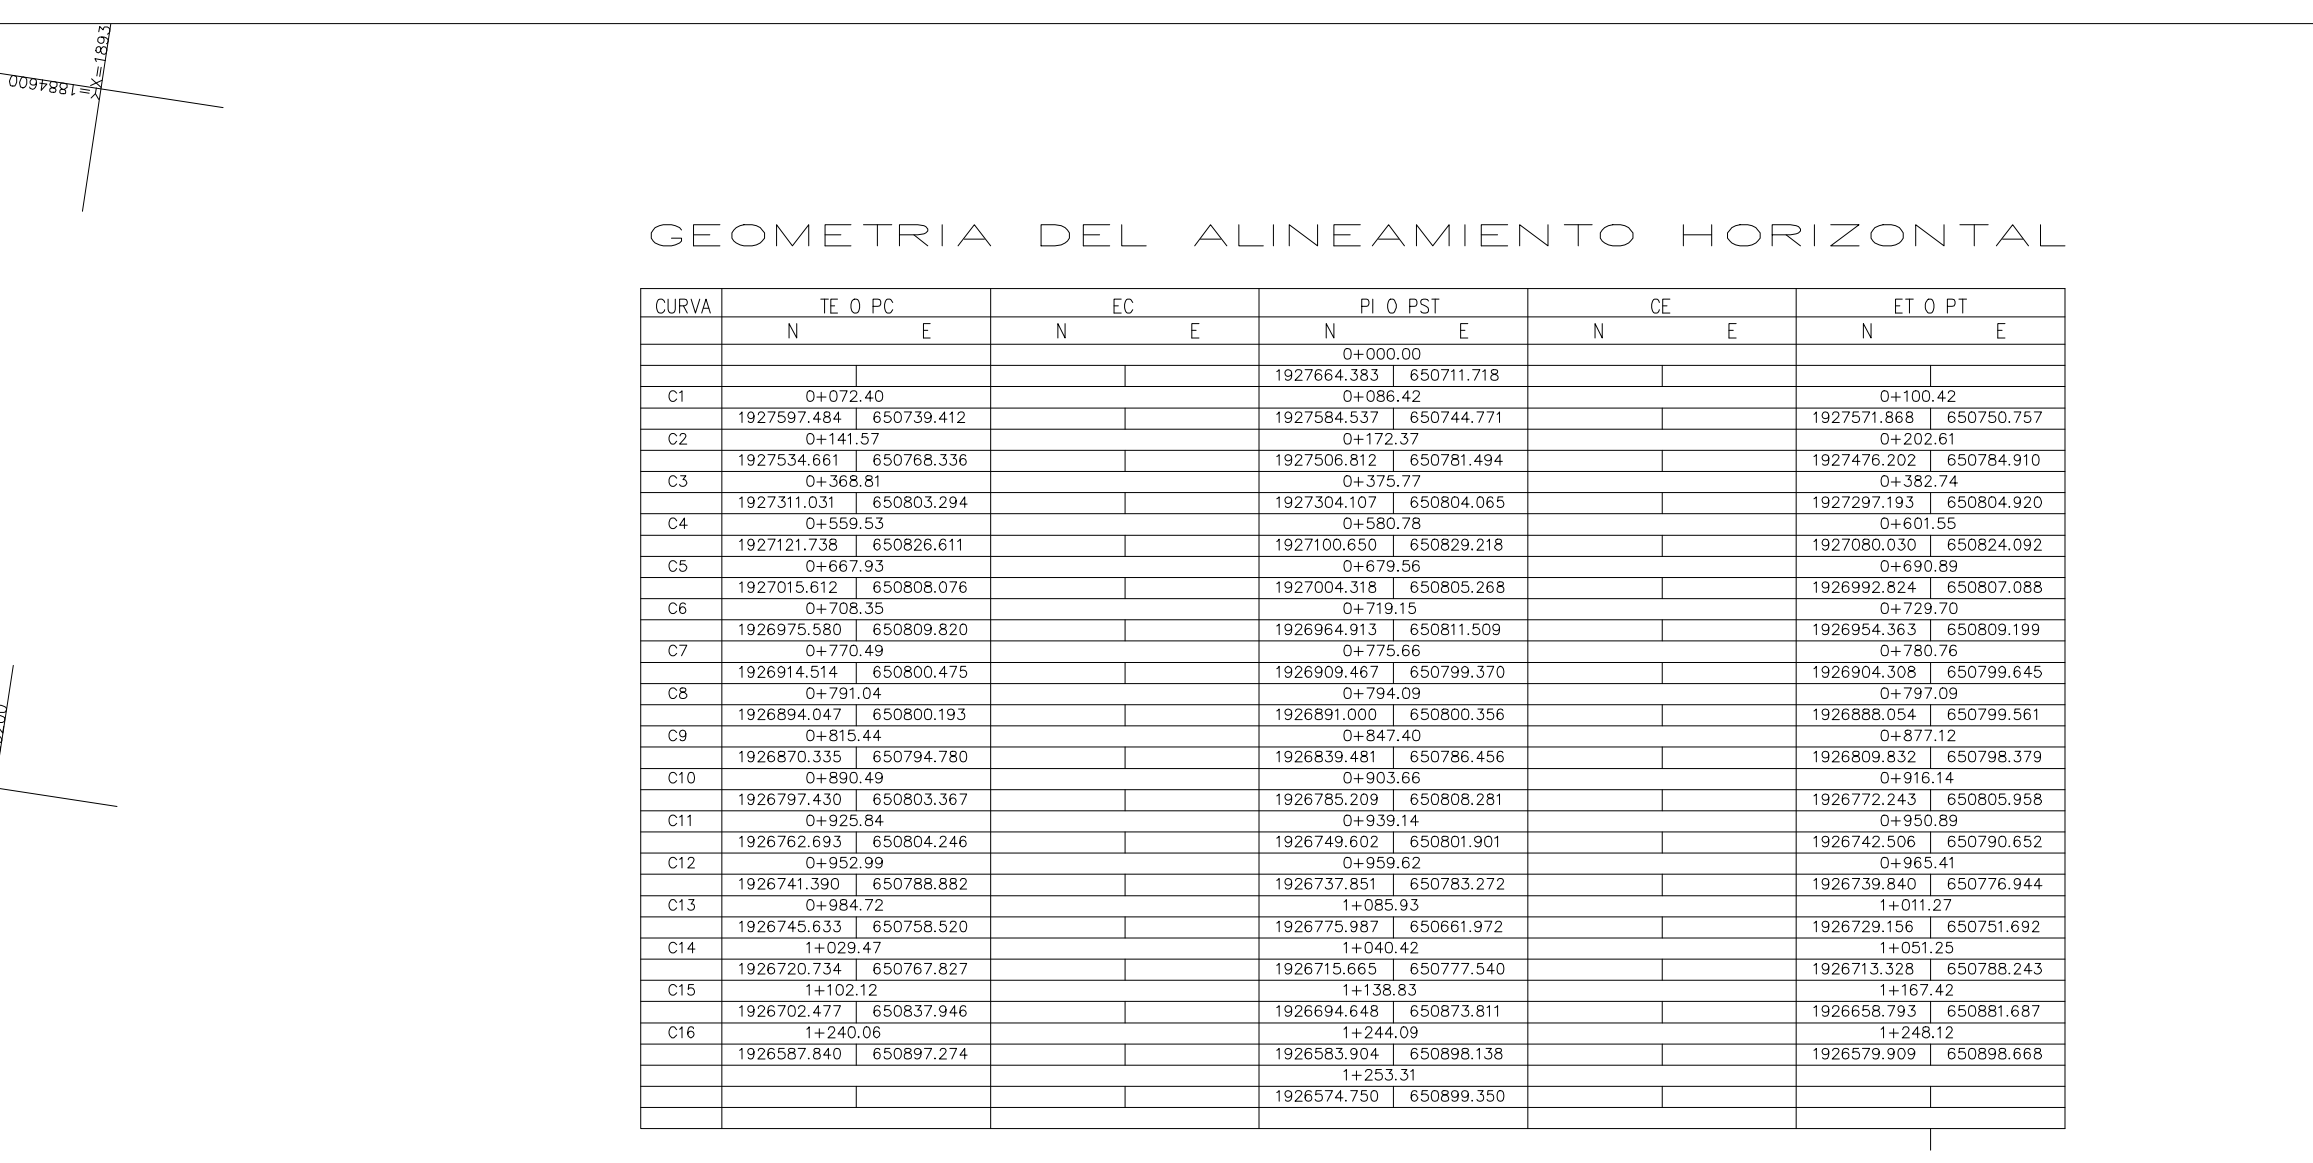 X=1893
Y=1884600
GEOMETRIA DEL ALINEAMIENTO HORIZONTAL
CURVA TE O PC EC PI O PST CE ET O PT
N E N E N E N E N E
0+000.00
1927664.383 650711.718
C1 0+072.40 0+086.42 0+100.42
1927597.484 650739.412 1927584.537 650744.771 1927571.868 650750.757
C2 0+141.57 0+172.37 0+202.61
1927534.661 650768.336 1927506.812 650781.494 1927476.202 650784.910
C3 0+368.81 0+375.77 0+382.74
1927311.031 650803.294 1927304.107 650804.065 1927297.193 650804.920
C4 0+559.53 0+580.78 0+601.55
1927121.738 650826.611 1927100.650 650829.218 1927080.030 650824.092
C5 0+667.93 0+679.56 0+690.89
1927015.612 650808.076 1927004.318 650805.268 1926992.824 650807.088
C6 0+708.35 0+719.15 0+729.70
1926975.580 650809.820 1926964.913 650811.509 1926954.363 650809.199
C7 0+770.49 0+775.66 0+780.76
1926914.514 650800.475 1926909.467 650799.370 1926904.308 650799.645
C8 0+791.04 0+794.09 0+797.09
1926894.047 650800.193 1926891.000 650800.356 1926888.054 650799.561
C9 0+815.44 0+847.40 0+877.12
1926870.335 650794.780 1926839.481 650786.456 1926809.832 650798.379
C10 0+890.49 0+903.66 0+916.14
1926797.430 650803.367 1926785.209 650808.281 1926772.243 650805.958
C11 0+925.84 0+939.14 0+950.89
1926762.693 650804.246 1926749.602 650801.901 1926742.506 650790.652
C12 0+952.99 0+959.62 0+965.41
1926741.390 650788.882 1926737.851 650783.272 1926739.840 650776.944
C13 0+984.72 1+085.93 1+011.27
1926745.633 650758.520 1926775.987 650661.972 1926729.156 650751.692
C14 1+029.47 1+040.42 1+051.25
1926720.734 650767.827 1926715.665 650777.540 1926713.328 650788.243
C15 1+102.12 1+138.83 1+167.42
1926702.477 650837.946 1926694.648 650873.811 1926658.793 650881.687
C16 1+240.06 1+244.09 1+248.12
1926587.840 650897.274 1926583.904 650898.138 1926579.909 650898.668
1+253.31
1926574.750 650899.350